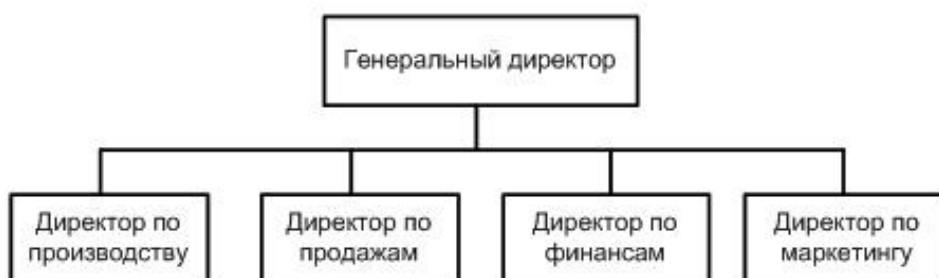 Генеральный директор
Директор по
производству
Директор по
продажам
Директор по
финансам
Директор по
маркетингу